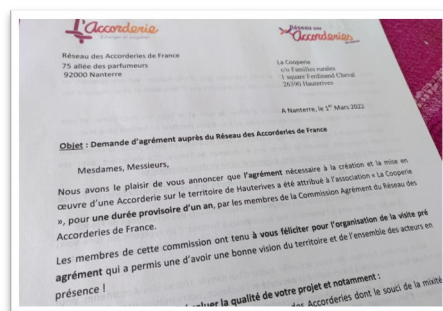 L'Accorderie
Échanger et coopérer
Réseau des
Accorderies
Réseau des Accorderies de France
75 allée des parfumeurs
92000 Nanterre
La Cooperie
c/o Familles rurales
1 square Ferdinand Cheval
26390 Hauterives
A Nanterre, le 1er Mars 2022
Objet : Demande d'agrément auprès du Réseau des Accorderies de France
Mesdames, Messieurs,
Nous avons le plaisir de vous annoncer que l'agrément nécessaire à la création et la mise en
œuvre d'une Accorderie sur le territoire de Hauterives a été attribué à l'association « La Cooperie
», pour une durée provisoire d'un an, par les membres de la Commission Agrément du Réseau des
Accorderies de France.
Les membres de cette commission ont tenu à vous féliciter pour l'organisation de la visite pré
agrément qui a permis une d'avoir une bonne vision du territoire et de l'ensemble des acteurs en
présence !
la qualité de votre projet et notamment :
Accorderies dont le souci de la mixité